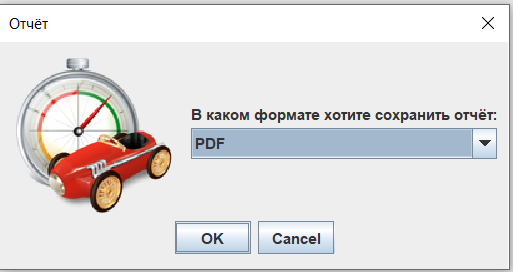 Отчёт
В каком формате хотите сохранить отчёт:
PDF
OK
Cancel